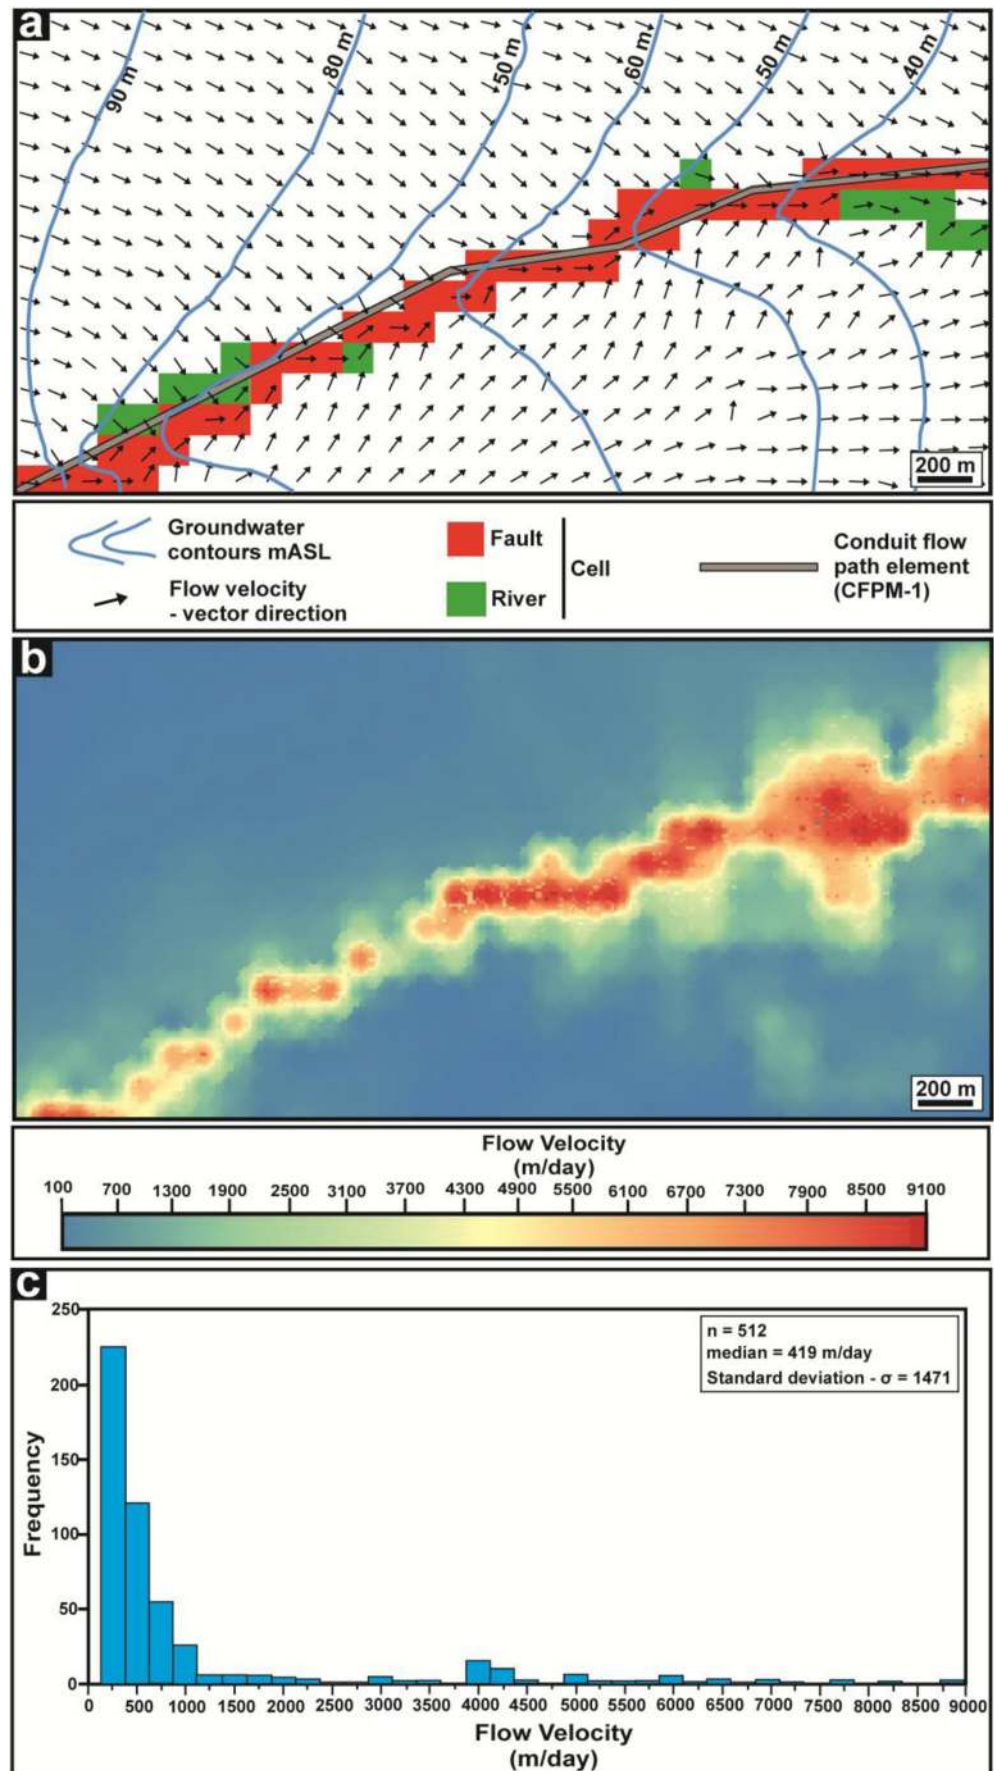 a
90 m
80 m
50 m
60 m
50 m
40 m
200 m
Groundwater
contours mASL
Flow velocity
- vector direction
Fault
River
Cell
Conduit flow
path element
(CFPM-1)
b
200 m
Flow Velocity
(m/day)
100 700 1300 1900 2500 3100 3700 4300 4900 5500 6100 6700 7300 7900 8500 9100
c
n = 512
median = 419 m/day
Standard deviation - σ = 1471
250
200
150
100
50
0
Frequency
0 500 1000 1500 2000 2500 3000 3500 4000 4500 5000 5500 6000 6500 7000 7500 8000 8500 9000
Flow Velocity
(m/day)